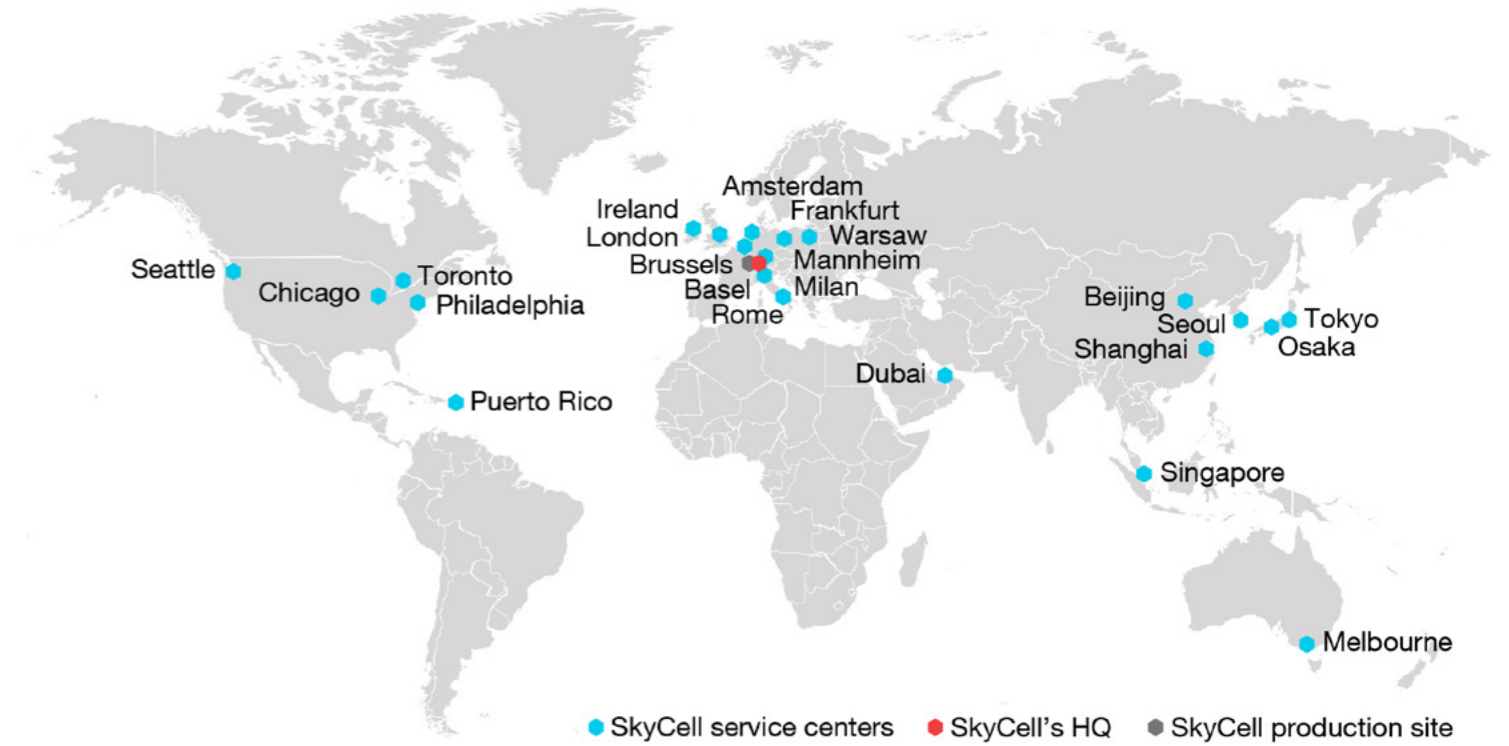 Amsterdam
Ireland
Frankfurt
London
Warsaw
Brussels
Mannheim
Seattle
Toronto
Basel
Milan
Chicago
Philadelphia
Rome
Beijing
Seoul
Tokyo
Shanghai
Osaka
Dubai
Puerto Rico
Singapore
Melbourne
SkyCell service centers
SkyCell's HQ
SkyCell production site